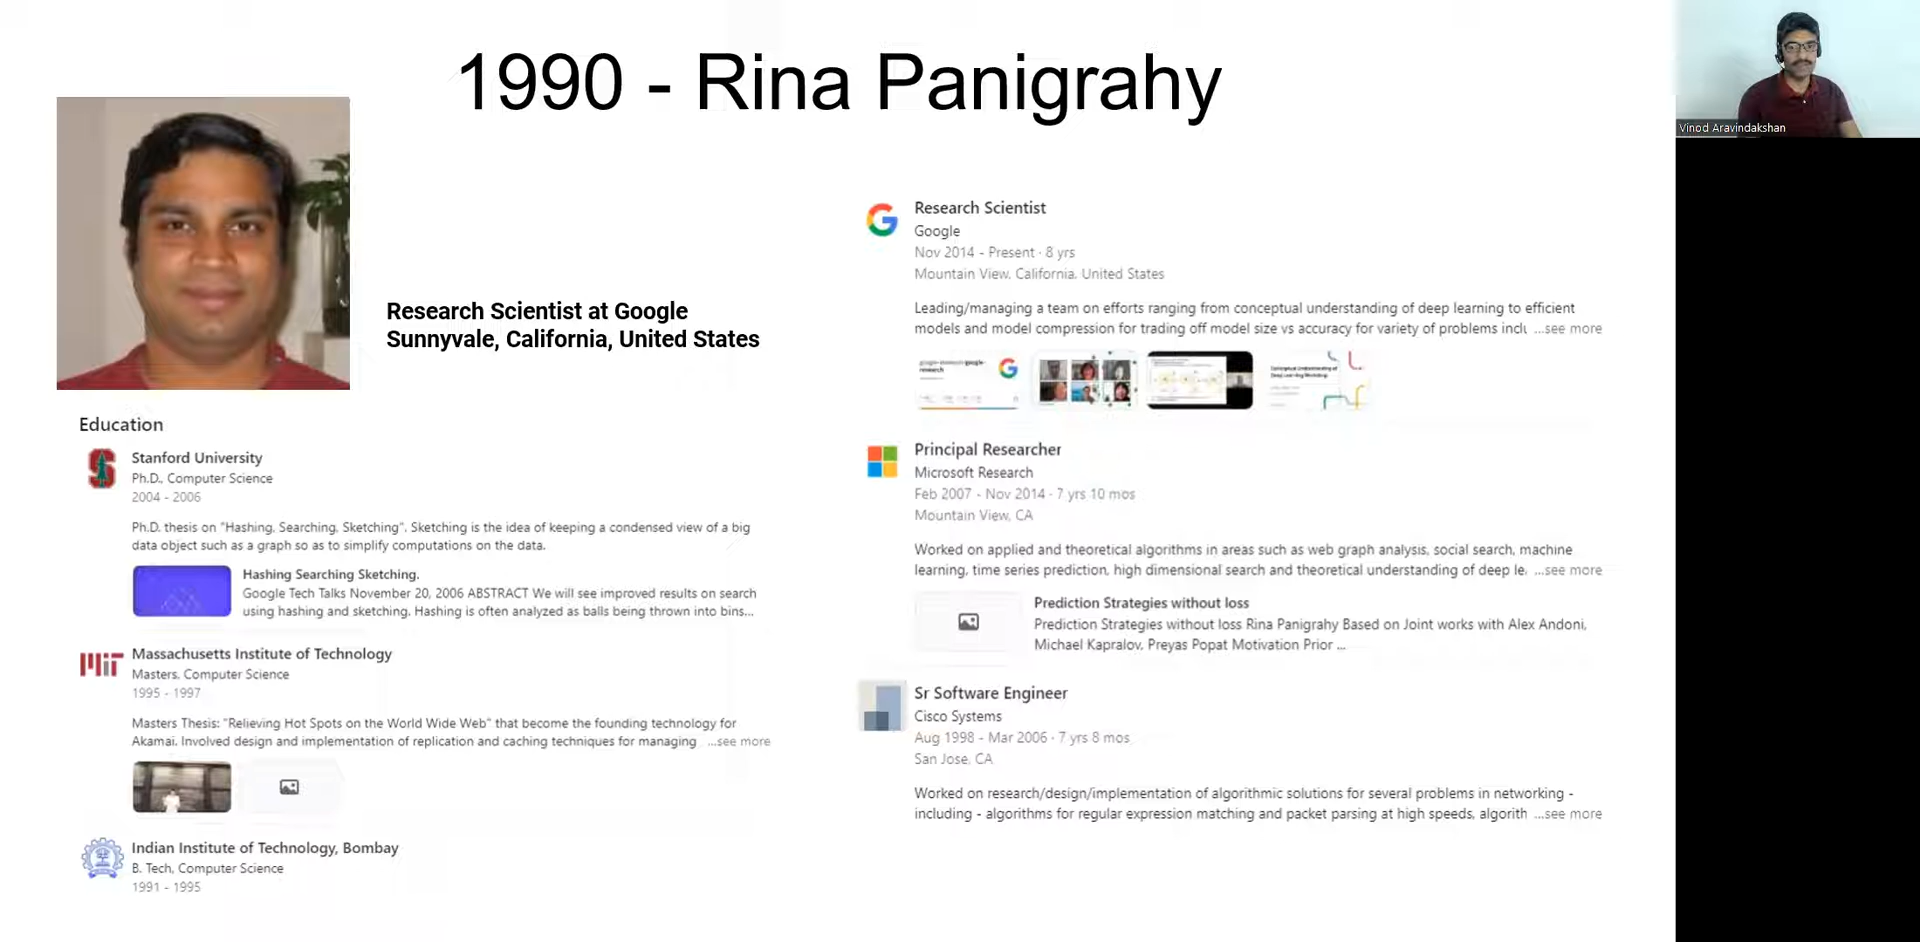 1990 - Rina Panigrahy
Vinod Aravindakshan
Research Scientist at Google
Sunnyvale, California, United States
Education
Stanford University
Ph.D., Computer Science
2004 - 2006
Ph.D. thesis on "Hashing, Searching, Sketching". Sketching is the idea of keeping a condensed view of a big
data object such as a graph so as to simplify computations on the data.
Hashing Searching Sketching.
Google Tech Talks November 20, 2006 ABSTRACT We will see improved results on search
using hashing and sketching. Hashing is often analyzed as balls being thrown into bins...
Massachusetts Institute of Technology
Masters, Computer Science
1995 - 1997
Masters Thesis: "Relieving Hot Spots on the World Wide Web" that become the founding technology for
Akamai. Involved design and implementation of replication and caching techniques for managing ...see more
Indian Institute of Technology, Bombay
B. Tech, Computer Science
1991 - 1995
Research Scientist
Google
Nov 2014 - Present · 8 yrs
Mountain View, California, United States
Leading/managing a team on efforts ranging from conceptual understanding of deep learning to efficient
models and model compression for trading off model size vs accuracy for variety of problems inclu ...see more
Conceptual Understanding of
Deep Learning Workshop
Principal Researcher
Microsoft Research
Feb 2007 - Nov 2014 · 7 yrs 10 mos
Mountain View, CA
Worked on applied and theoretical algorithms in areas such as web graph analysis, social search, machine
learning, time series prediction, high dimensional search and theoretical understanding of deep le. ...see more
Prediction Strategies without loss
Prediction Strategies without loss Rina Panigrahy Based on Joint works with Alex Andoni,
Michael Kapralov, Preyas Popat Motivation Prior ...
Sr Software Engineer
Cisco Systems
Aug 1998 - Mar 2006 · 7 yrs 8 mos
San Jose, CA
Worked on research/design/implementation of algorithmic solutions for several problems in networking -
including - algorithms for regular expression matching and packet parsing at high speeds, algorith ...see more